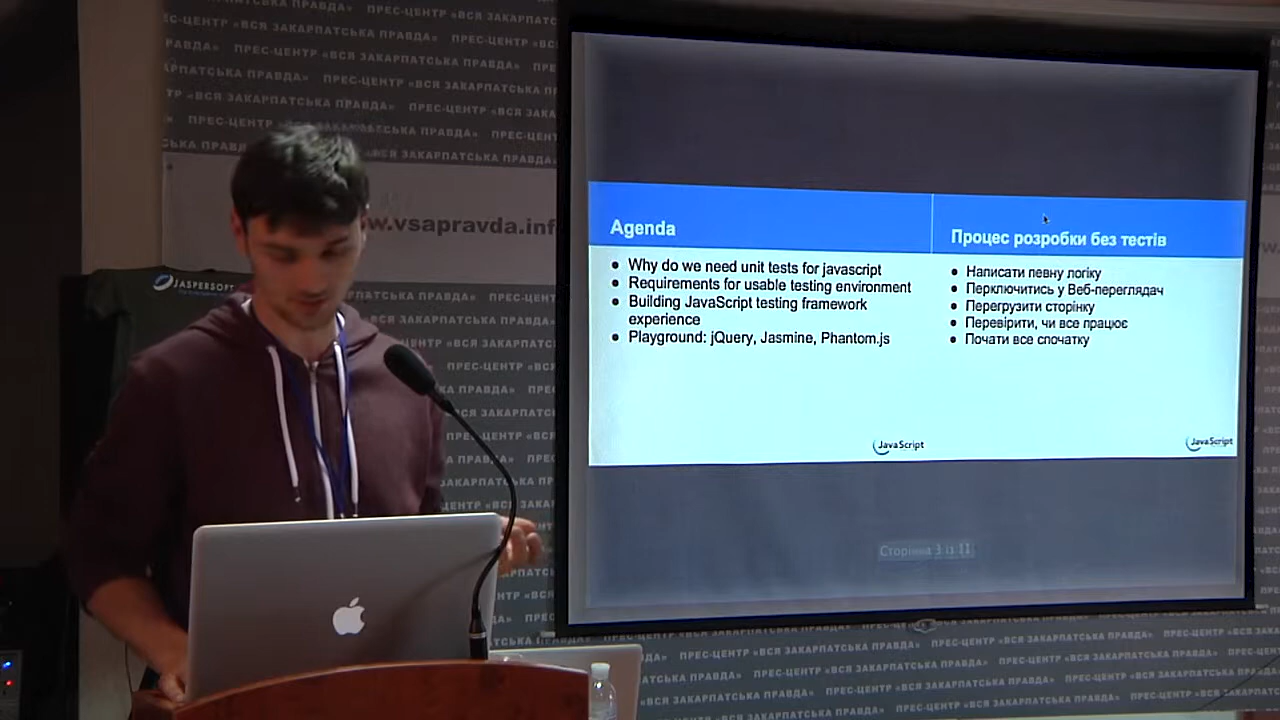 ПРЕС-ЦЕНТР «ВСЯ ЗАКАРПАТСЬКА ПРАВДА»
www.vsapravda.inf
JASPERSOFT
Agenda
Why do we need unit tests for javascript
Requirements for usable testing environment
Building JavaScript testing framework
experience
Playground: jQuery, Jasmine, Phantom.js
JavaScript
Процес розробки без тестів
Написати певну логіку
Перключитись у Веб-переглядач
Перегрузити сторінку
Перевірити, чи все працює
Почати все спочатку
JavaScript
Сторінка 3 із 11